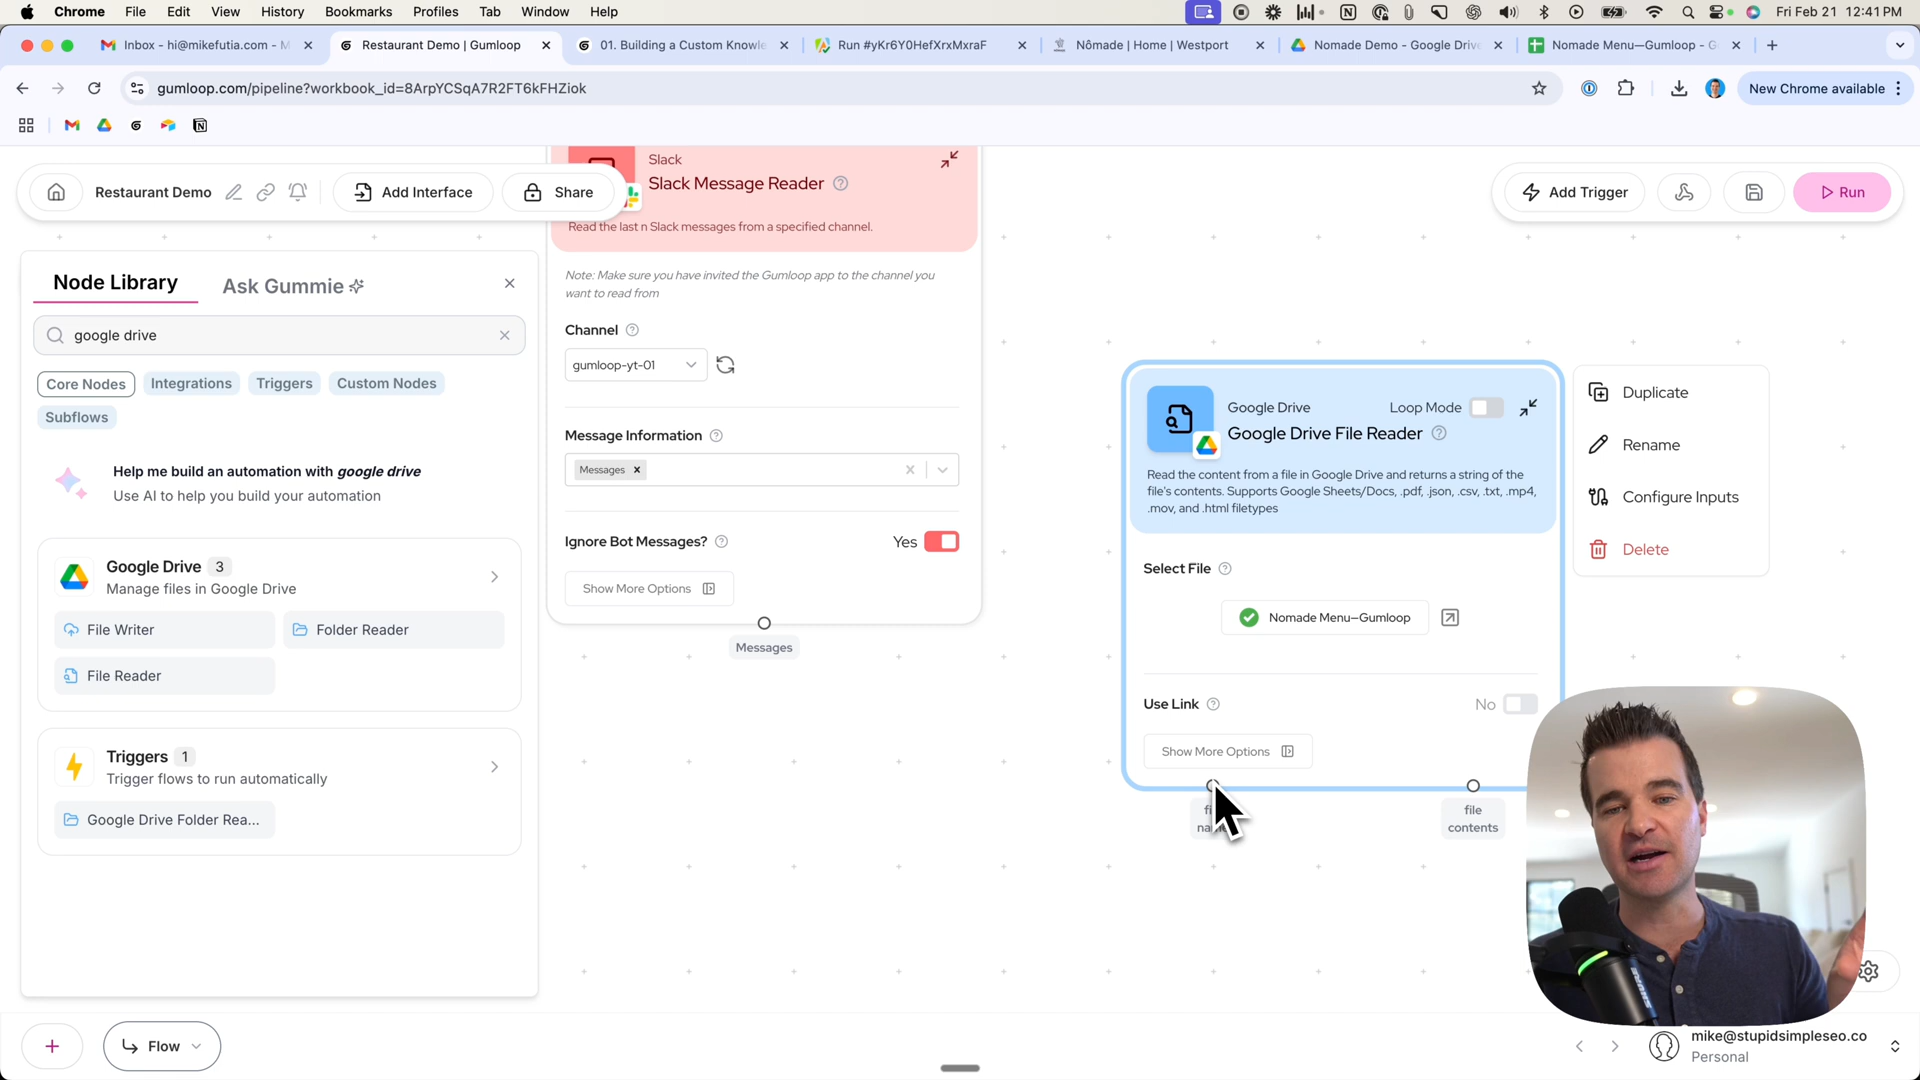 Chrome File Edit View History Bookmarks Profiles Tab Window Help Fri Feb 21 12:41 PM
Inbox - hi@mikefutia.com - M Restaurant Demo | Gumloop 01. Building a Custom Knowle Run #yKr6Y0HefXrxMxraF Nômade | Home | Westport Nomade Demo - Google Drive Nomade Menu—Gumloop - G
gumloop.com/pipeline?workbook_id=8ArpYCSqA7R2FT6kFHZiok New Chrome available
Restaurant Demo Add Interface Share Add Trigger Run
Node Library Ask Gummie
google drive
Core Nodes Integrations Triggers Custom Nodes
Subflows
Help me build an automation with google drive
Use AI to help you build your automation
Google Drive 3
Manage files in Google Drive
File Writer Folder Reader
File Reader
Triggers 1
Trigger flows to run automatically
Google Drive Folder Rea...
Slack
Slack Message Reader
Read the last n Slack messages from a specified channel.
Note: Make sure you have invited the Gumloop app to the channel you
want to read from
Channel
gumloop-yt-01
Message Information
Messages
Ignore Bot Messages? Yes
Show More Options
Messages
Google Drive Loop Mode
Google Drive File Reader
Read the content from a file in Google Drive and returns a string of the
file's contents. Supports Google Sheets/Docs, .pdf, .json, .csv, .txt, .mp4,
.mov, and .html filetypes
Select File
Nomade Menu—Gumloop
Use Link No
Show More Options
file
contents
Duplicate
Rename
Configure Inputs
Delete
SHURE
Flow
mike@stupidsimpleseo.co
Personal